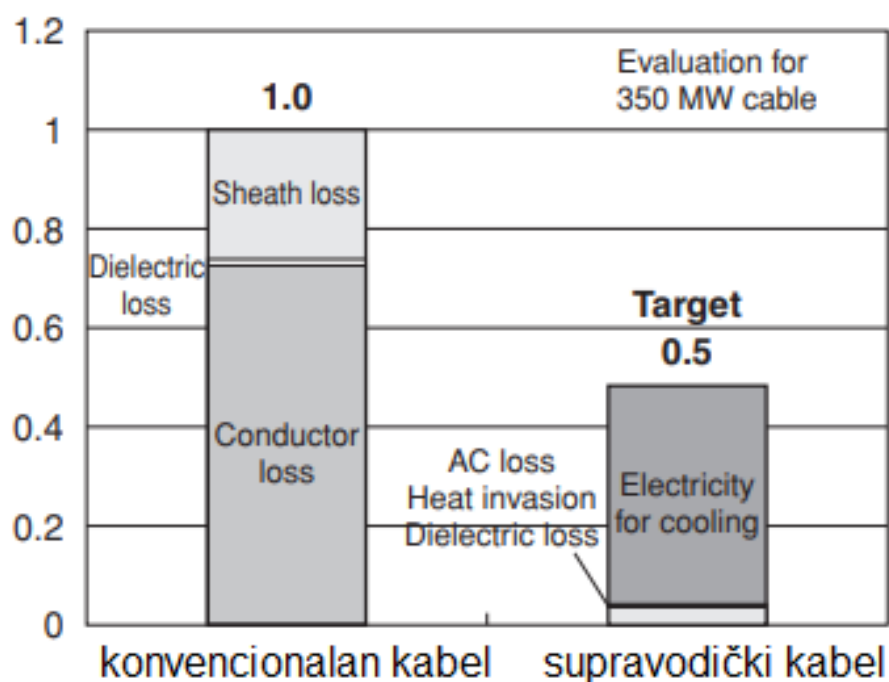 1.2
Evaluation for
350 MW cable
1.0
1
Sheath loss
0.8
Dielectric
loss
Target
0.6
0.5
Conductor
loss
0.4
AC loss
Heat invasion
Dielectric loss
Electricity
for cooling
0.2
0
konvencionalan kabel
supravodički kabel